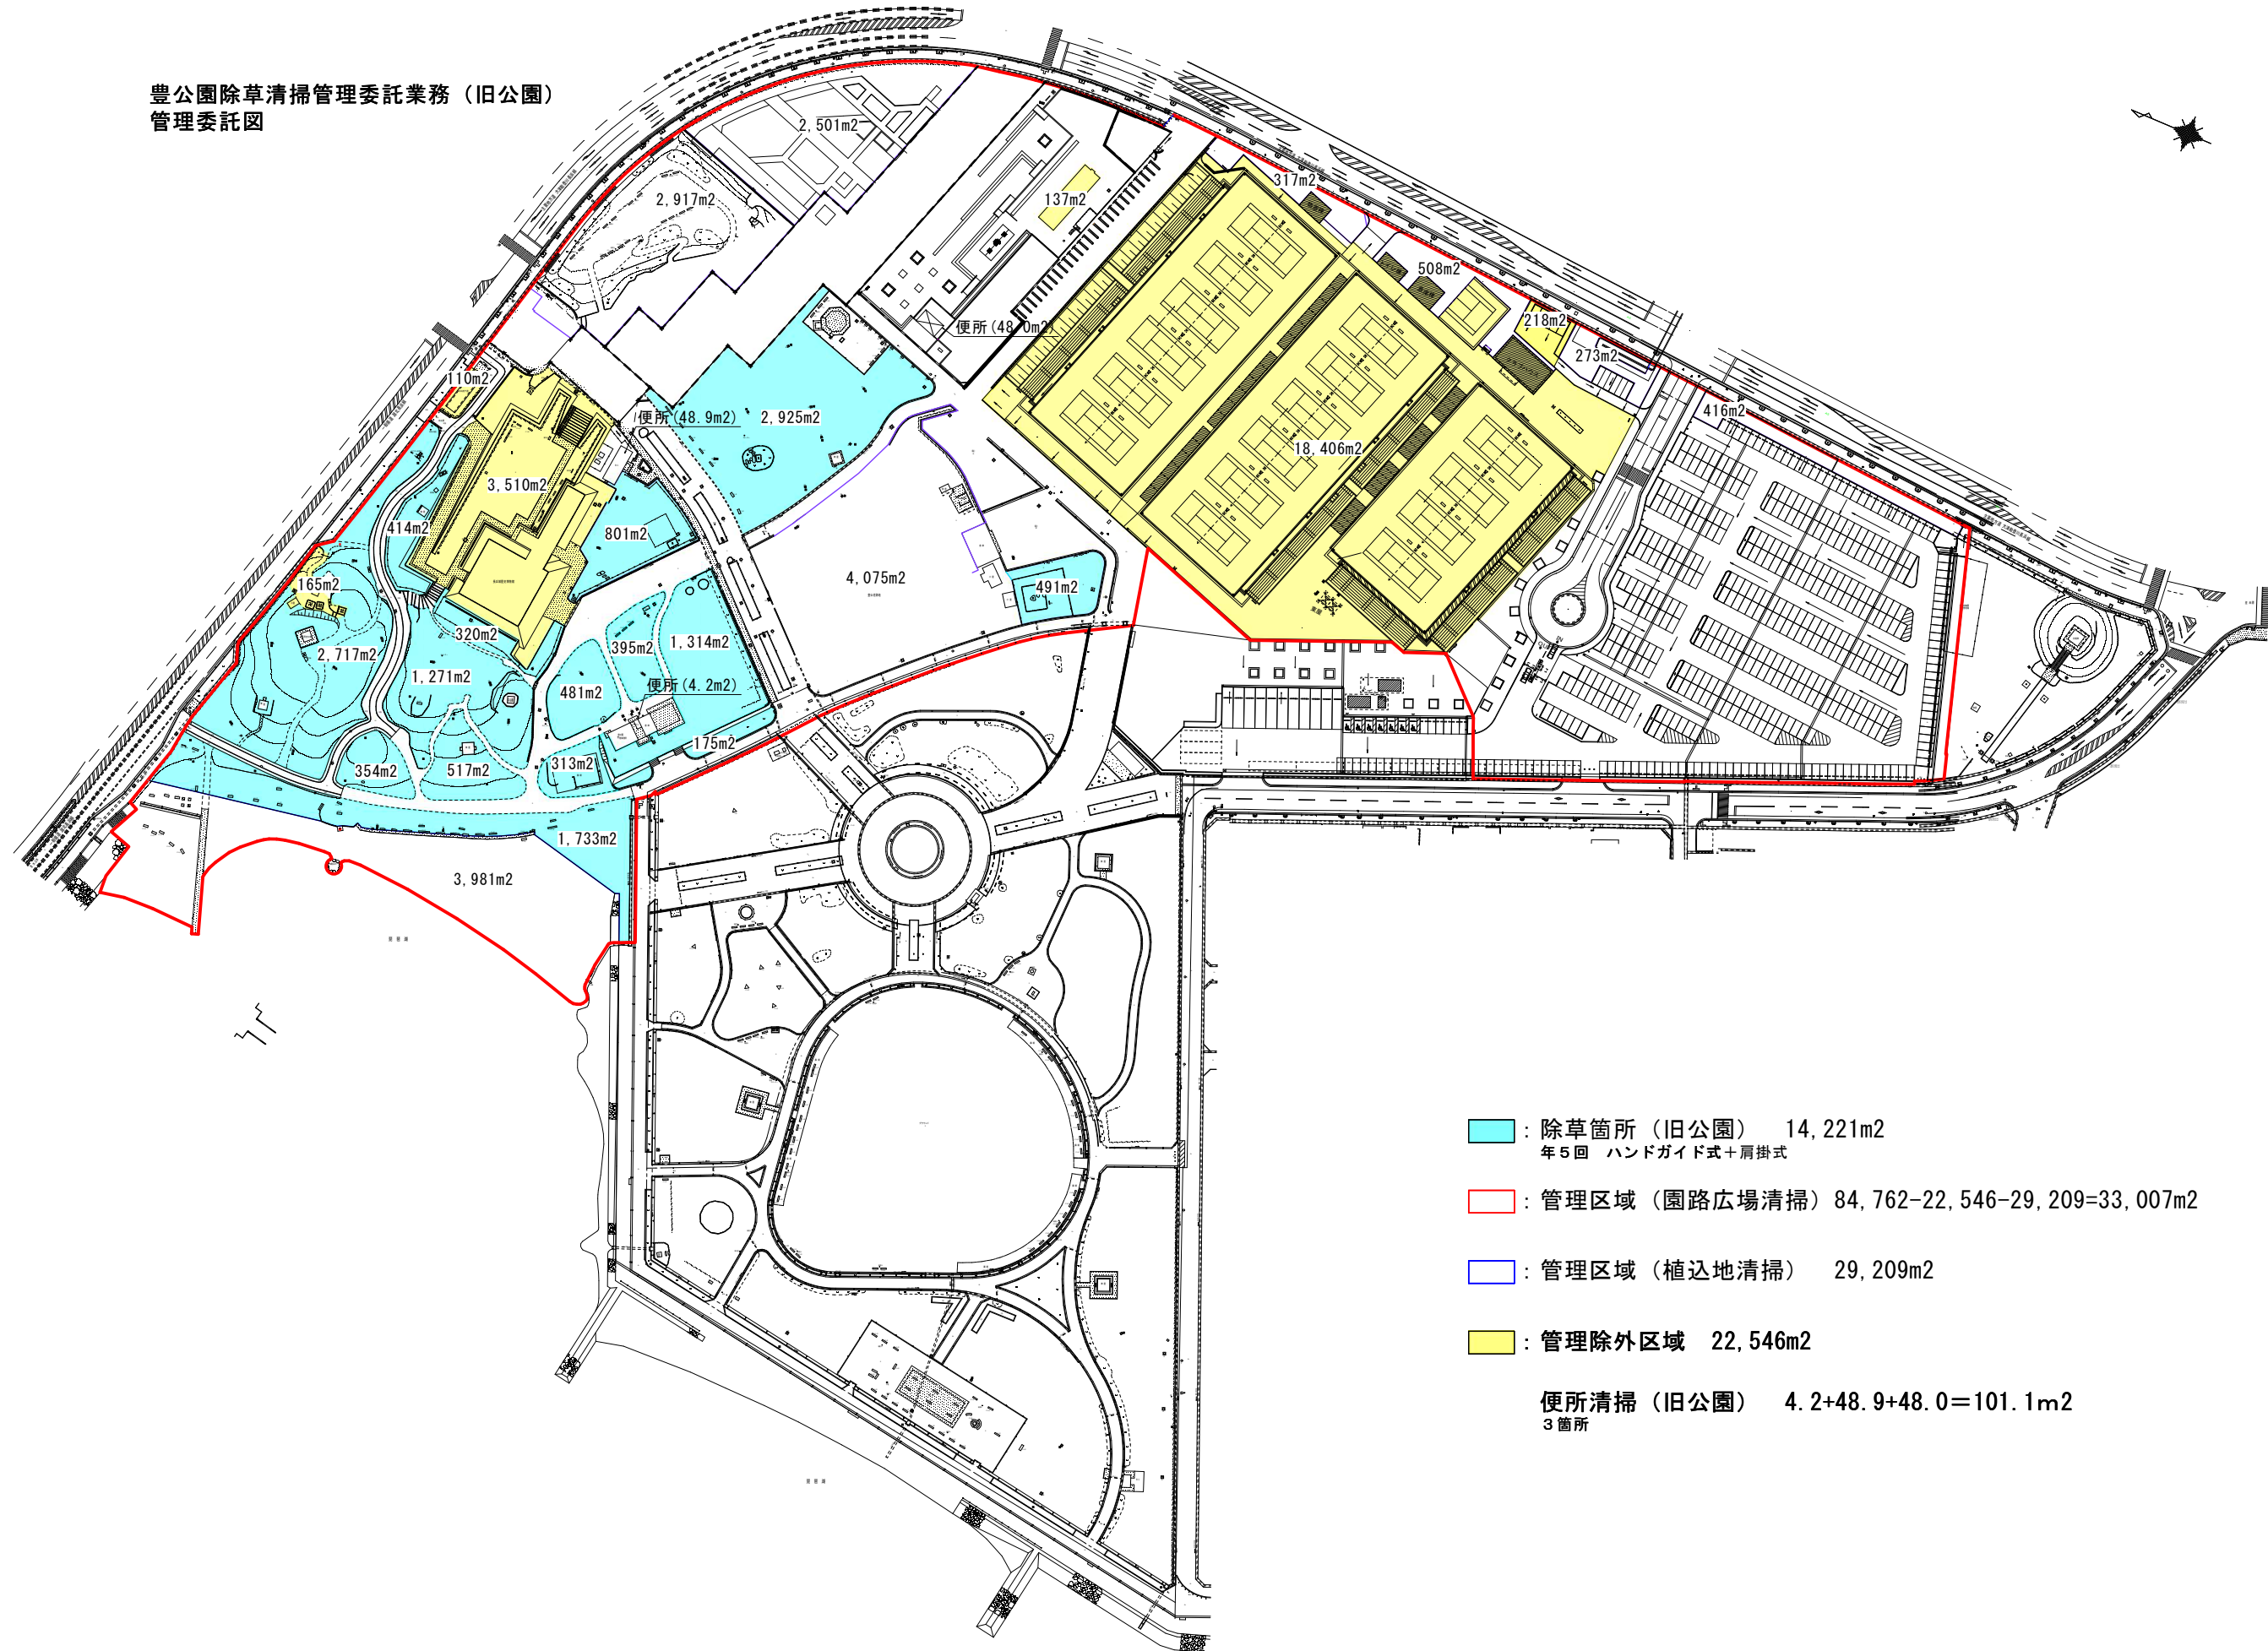 豊公園除草清掃管理委託業務（旧公園）
管理委託図
2,501m2
2,917m2
137m2
317m2
508m2
218m2
273m2
416m2
便所(48.0m2)
110m2
便所(48.9m2)
2,925m2
18,406m2
3,510m2
414m2
801m2
165m2
4,075m2
491m2
320m2
2,717m2
395m2
1,314m2
1,271m2
481m2
便所(4.2m2)
175m2
354m2
517m2
313m2
1,733m2
3,981m2
：除草箇所（旧公園）　14,221m2
年５回　ハンドガイド式＋肩掛式
：管理区域（園路広場清掃）84,762-22,546-29,209=33,007m2
：管理区域（植込地清掃）　29,209m2
：管理除外区域　22,546m2
便所清掃（旧公園）　4.2+48.9+48.0＝101.1ｍ2
３箇所